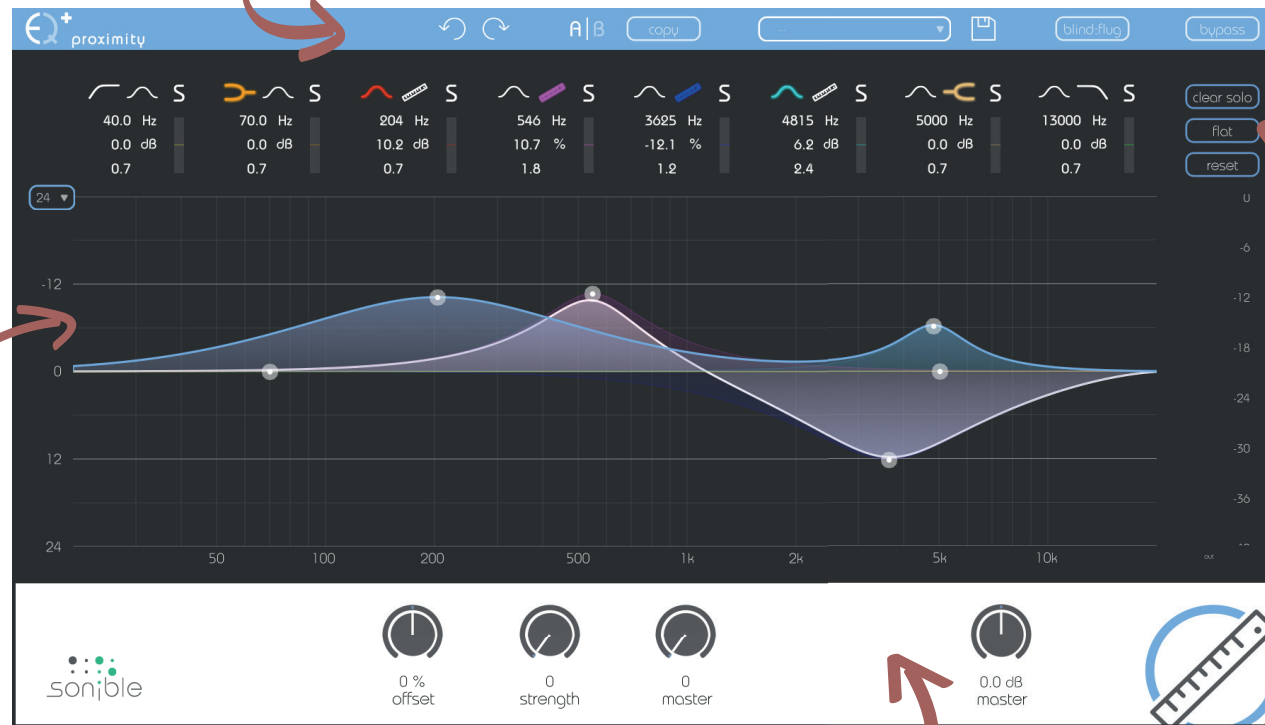 EQ+ proximity A|B copy -- blind:flug bypass
S S S S S S S S clear solo
40.0 Hz 70.0 Hz 204 Hz 546 Hz 3625 Hz 4815 Hz 5000 Hz 13000 Hz
flat
0.0 dB 0.0 dB 10.2 dB 10.7 % -12.1 % 6.2 dB 0.0 dB 0.0 dB
0.7 0.7 0.7 1.8 1.2 2.4 0.7 0.7 reset
24 0
-6
-12 -12
-18
0
-24
12 -30
-36
24
out
50 100 200 500 1k 2k 5k 10k
sonible
0 % 0 0 0.0 dB
offset strength master master